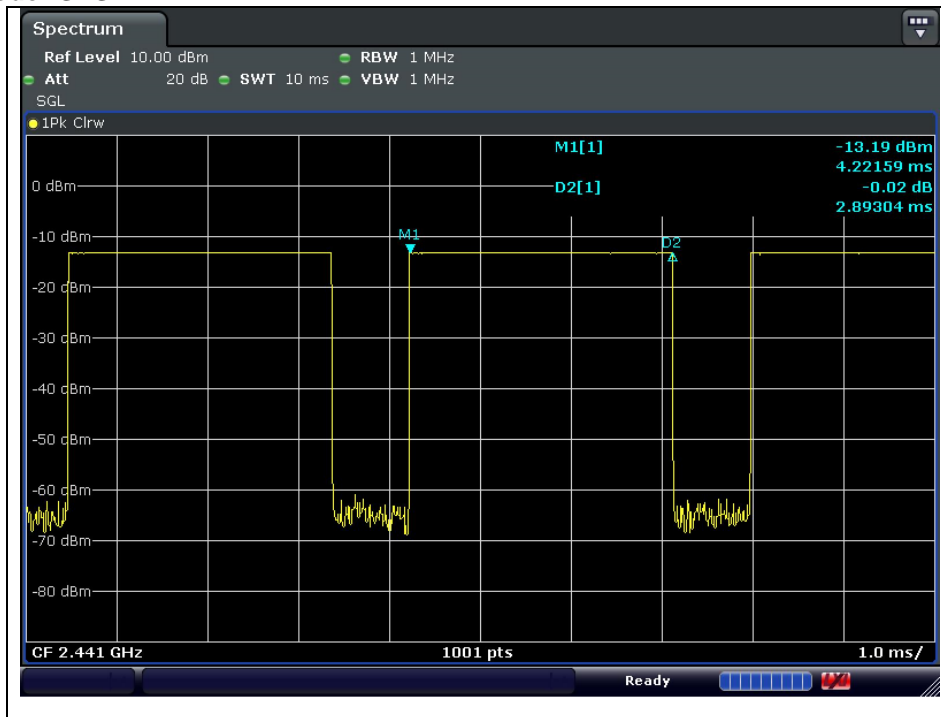 Spectrum
Ref Level 10.00 dBm RBW 1 MHz
Att 20 dB SWT 10 ms VBW 1 MHz
SGL
1Pk Clrw
M1[1] -13.19 dBm
4.22159 ms
0 dBm D2[1] -0.02 dB
2.89304 ms
-10 dBm M1 D2
-20 dBm
-30 dBm
-40 dBm
-50 dBm
-60 dBm
-70 dBm
-80 dBm
CF 2.441 GHz 1001 pts 1.0 ms/
Ready